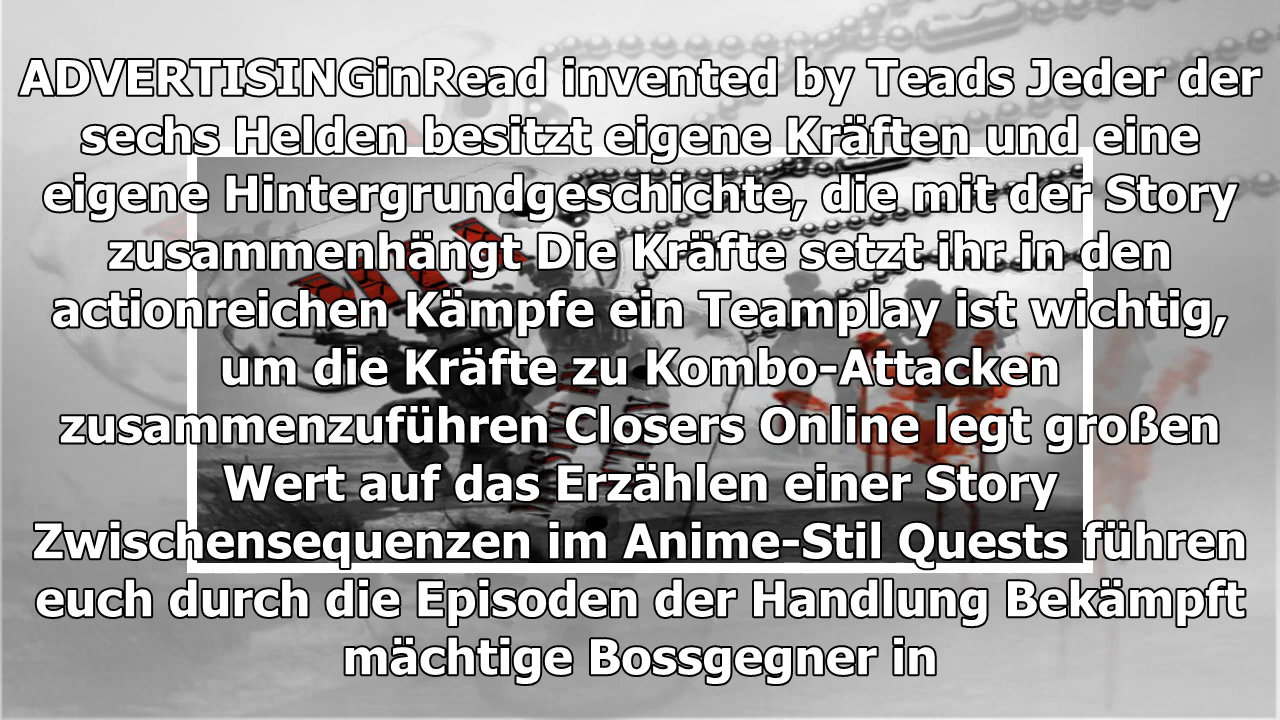 ADVERTISINGinRead invented by Teads Jeder der
sechs Helden besitzt eigene Kräften und eine
eigene Hintergrundgeschichte, die mit der Story
zusammenhängt Die Kräfte setzt ihr in den
actionreichen Kämpfe ein Teamplay ist wichtig,
um die Kräfte zu Kombo-Attacken
zusammenzuführen Closers Online legt großen
Wert auf das Erzählen einer Story
Zwischensequenzen im Anime-Stil Quests führen
euch durch die Episoden der Handlung Bekämpft
mächtige Bossgegner in